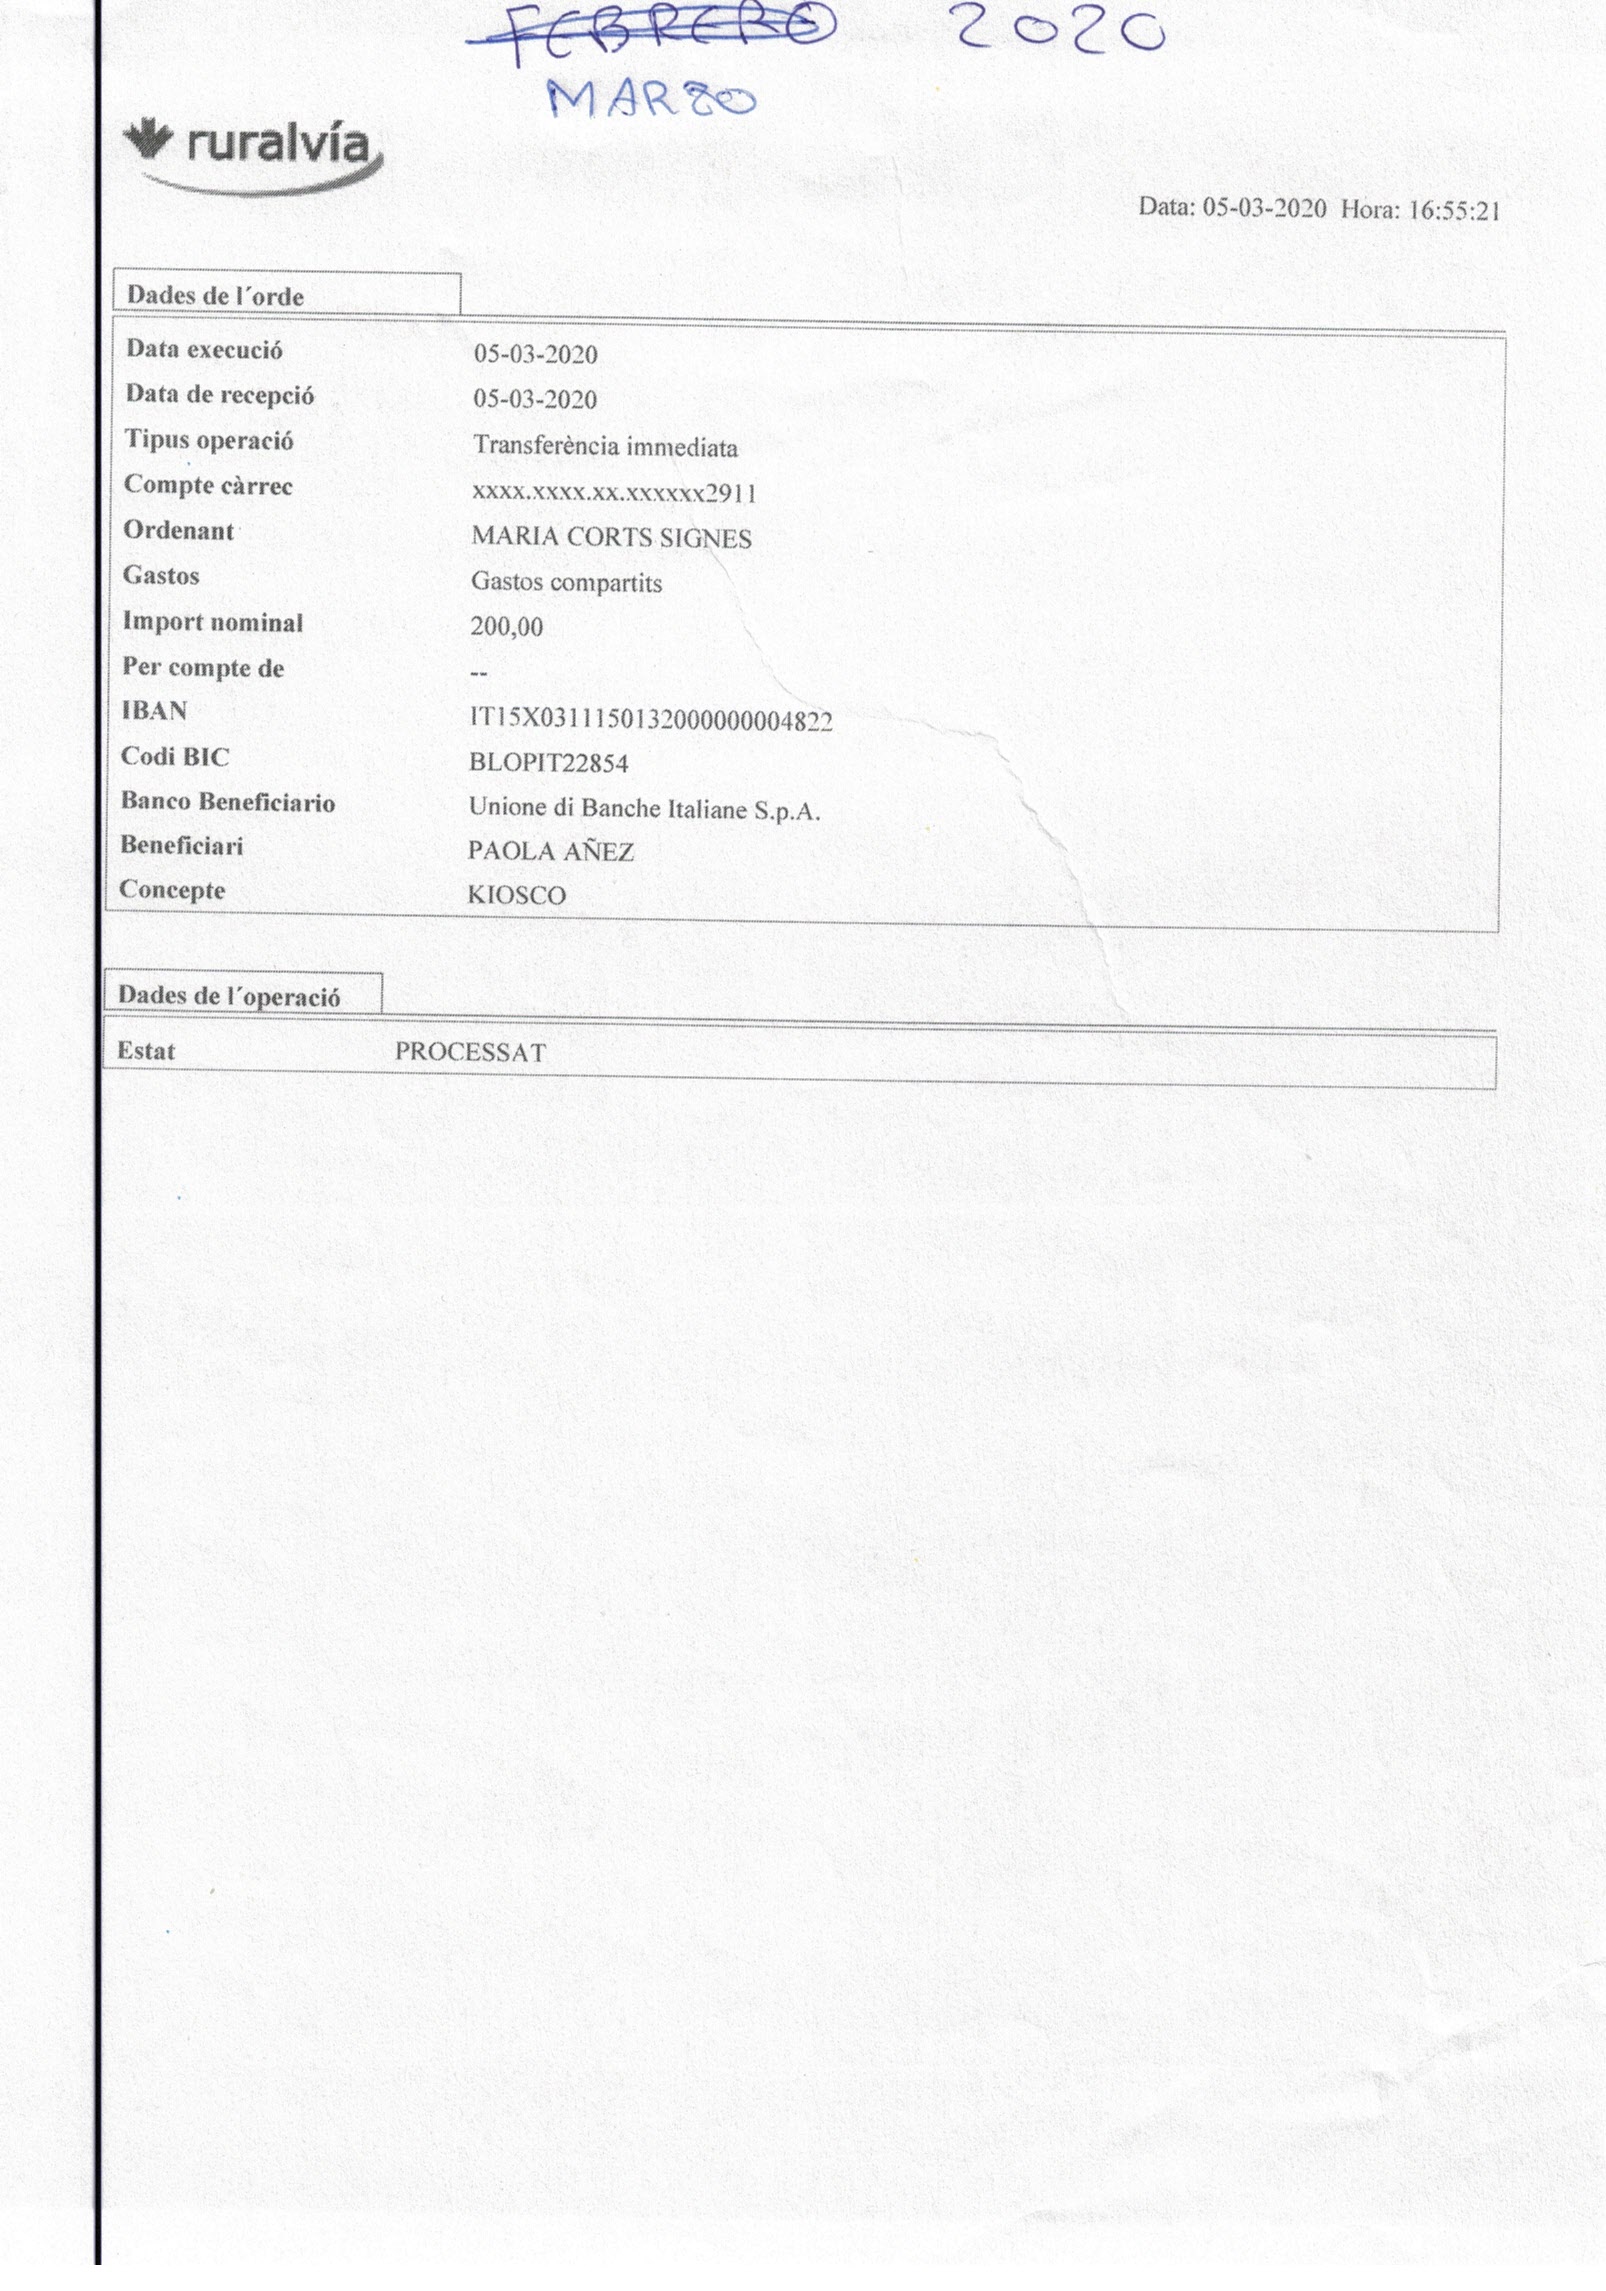 FEBRERO 2020
MARZO
ruralvía
Data: 05-03-2020 Hora: 16:55:21
Dades de l´orde
Data execució 05-03-2020
Data de recepció 05-03-2020
Tipus operació Transferència immediata
Compte càrrec xxxx.xxxx.xx.xxxxxx2911
Ordenant MARIA CORTS SIGNES
Gastos Gastos compartits
Import nominal 200,00
Per compte de --
IBAN IT15X0311150132000000004822
Codi BIC BLOPIT22854
Banco Beneficiario Unione di Banche Italiane S.p.A.
Beneficiari PAOLA AÑEZ
Concepte KIOSCO
Dades de l´operació
Estat PROCESSAT